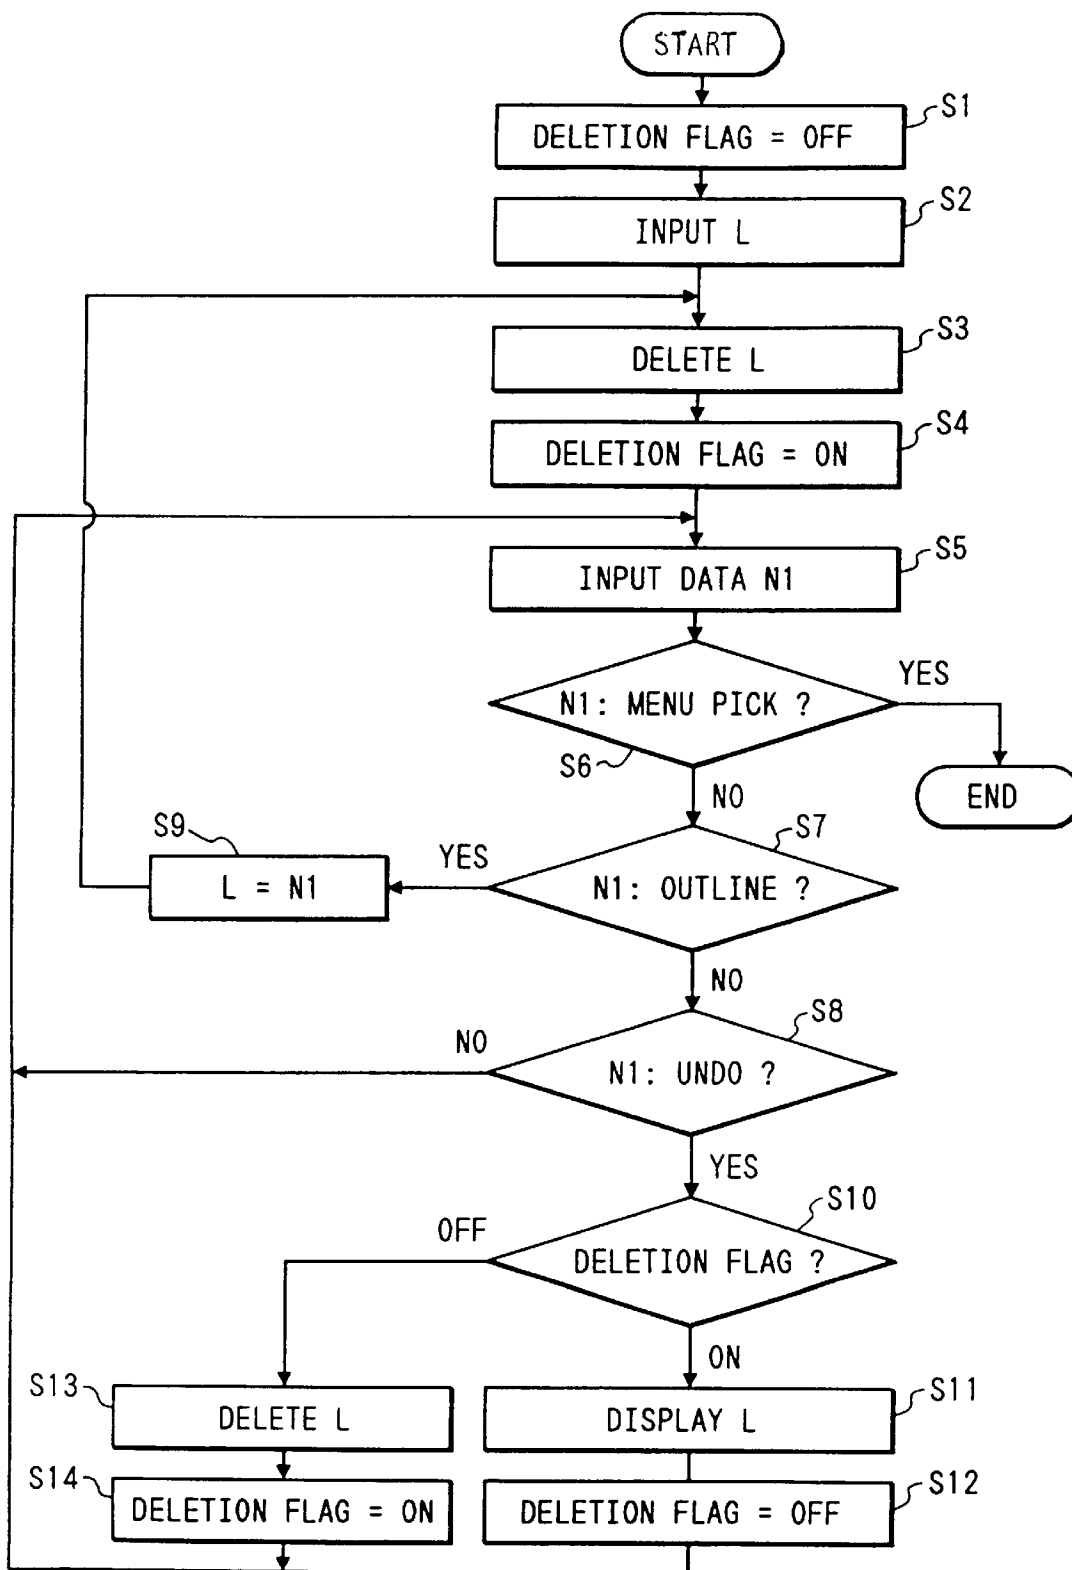 START
S1
DELETION FLAG = OFF
S2
INPUT L
S3
DELETE L
S4
DELETION FLAG = ON
S5
INPUT DATA N1
N1: MENU PICK ?
YES
S6
NO
END
S7
N1: OUTLINE ?
YES
S9
L = N1
NO
S8
N1: UNDO ?
NO
YES
S10
DELETION FLAG ?
OFF
ON
S13
DELETE L
S11
DISPLAY L
S14
DELETION FLAG = ON
S12
DELETION FLAG = OFF